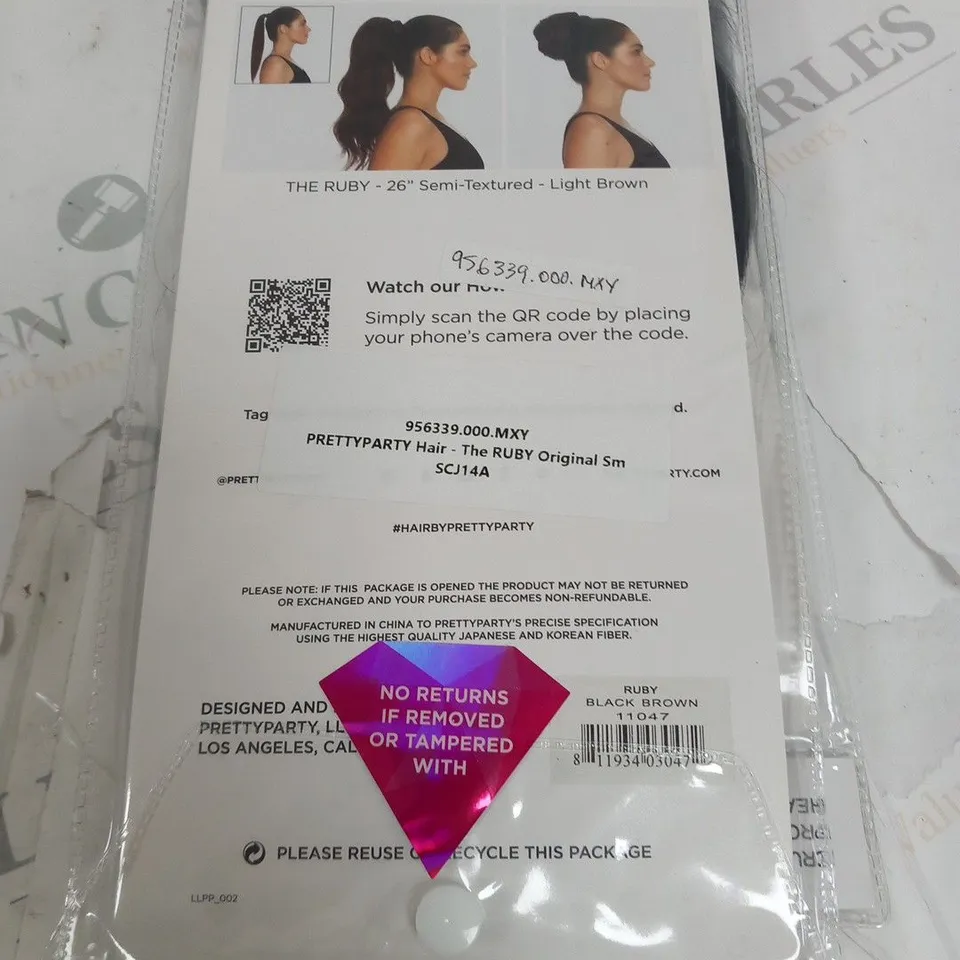 THE RUBY - 26” Semi-Textured - Light Brown
956339.000.MXY
Watch our
Simply scan the QR code by placing
your phone's camera over the code.
Tag
d.
956339.000.MXY
PRETTYPARTY Hair - The RUBY Original Sm
SCJ14A
@PRETT
RTY.COM
#HAIRBYPRETTYPARTY
PLEASE NOTE: IF THIS PACKAGE IS OPENED THE PRODUCT MAY NOT BE RETURNED
OR EXCHANGED AND YOUR PURCHASE BECOMES NON-REFUNDABLE.
MANUFACTURED IN CHINA TO PRETTYPARTY'S PRECISE SPECIFICATION
USING THE HIGHEST QUALITY JAPANESE AND KOREAN FIBER.
DESIGNED AND
PRETTYPARTY, LL
LOS ANGELES, CAL
NO RETURNS
IF REMOVED
OR TAMPERED
WITH
RUBY
BLACK BROWN
11047
8 11934 03047
PLEASE REUSE RECYCLE THIS PACKAGE
LLPP_002